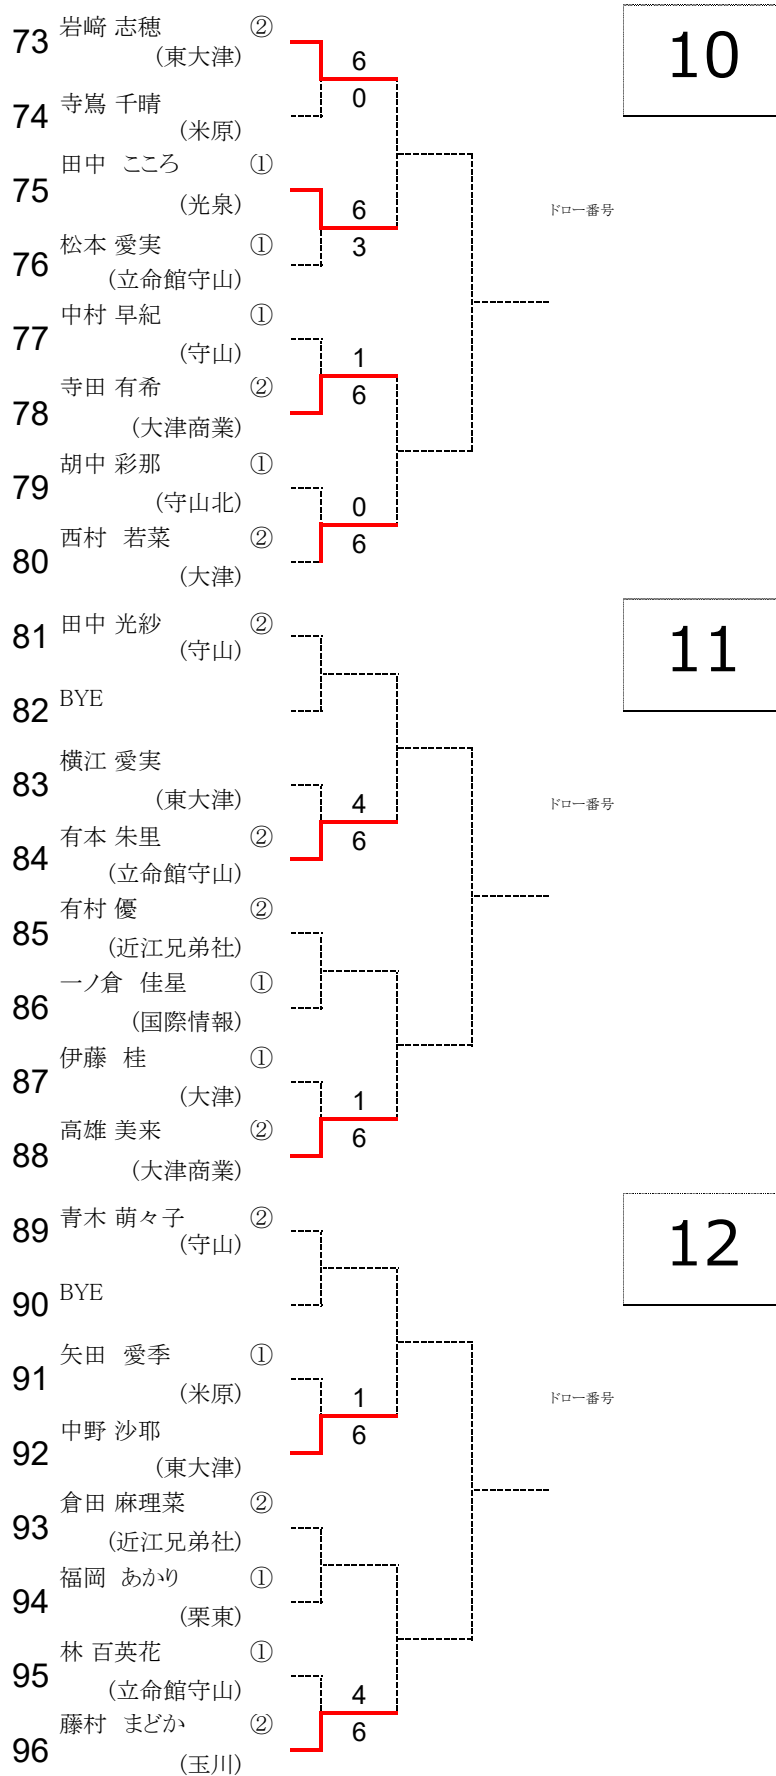 73 岩﨑 志穂 ②
(東大津)
6
0
74 寺嶌 千晴
(米原)
10
75 田中 こころ ①
(光泉)
6
3
ドロー番号
76 松本 愛実 ①
(立命館守山)
77 中村 早紀 ①
(守山)
1
6
78 寺田 有希 ②
(大津商業)
79 胡中 彩那 ①
(守山北)
0
6
80 西村 若菜 ②
(大津)
81 田中 光紗 ②
(守山)
11
82 BYE
83 横江 愛実
(東大津)
4
6
ドロー番号
84 有本 朱里 ②
(立命館守山)
85 有村 優 ②
(近江兄弟社)
86 一ノ倉 佳星 ①
(国際情報)
87 伊藤 桂 ①
(大津)
1
6
88 高雄 美来 ②
(大津商業)
89 青木 萌々子 ②
(守山)
12
90 BYE
91 矢田 愛季 ①
(米原)
1
6
ドロー番号
92 中野 沙耶
(東大津)
93 倉田 麻理菜 ②
(近江兄弟社)
94 福岡 あかり ①
(栗東)
95 林 百英花 ①
(立命館守山)
4
6
96 藤村 まどか ②
(玉川)